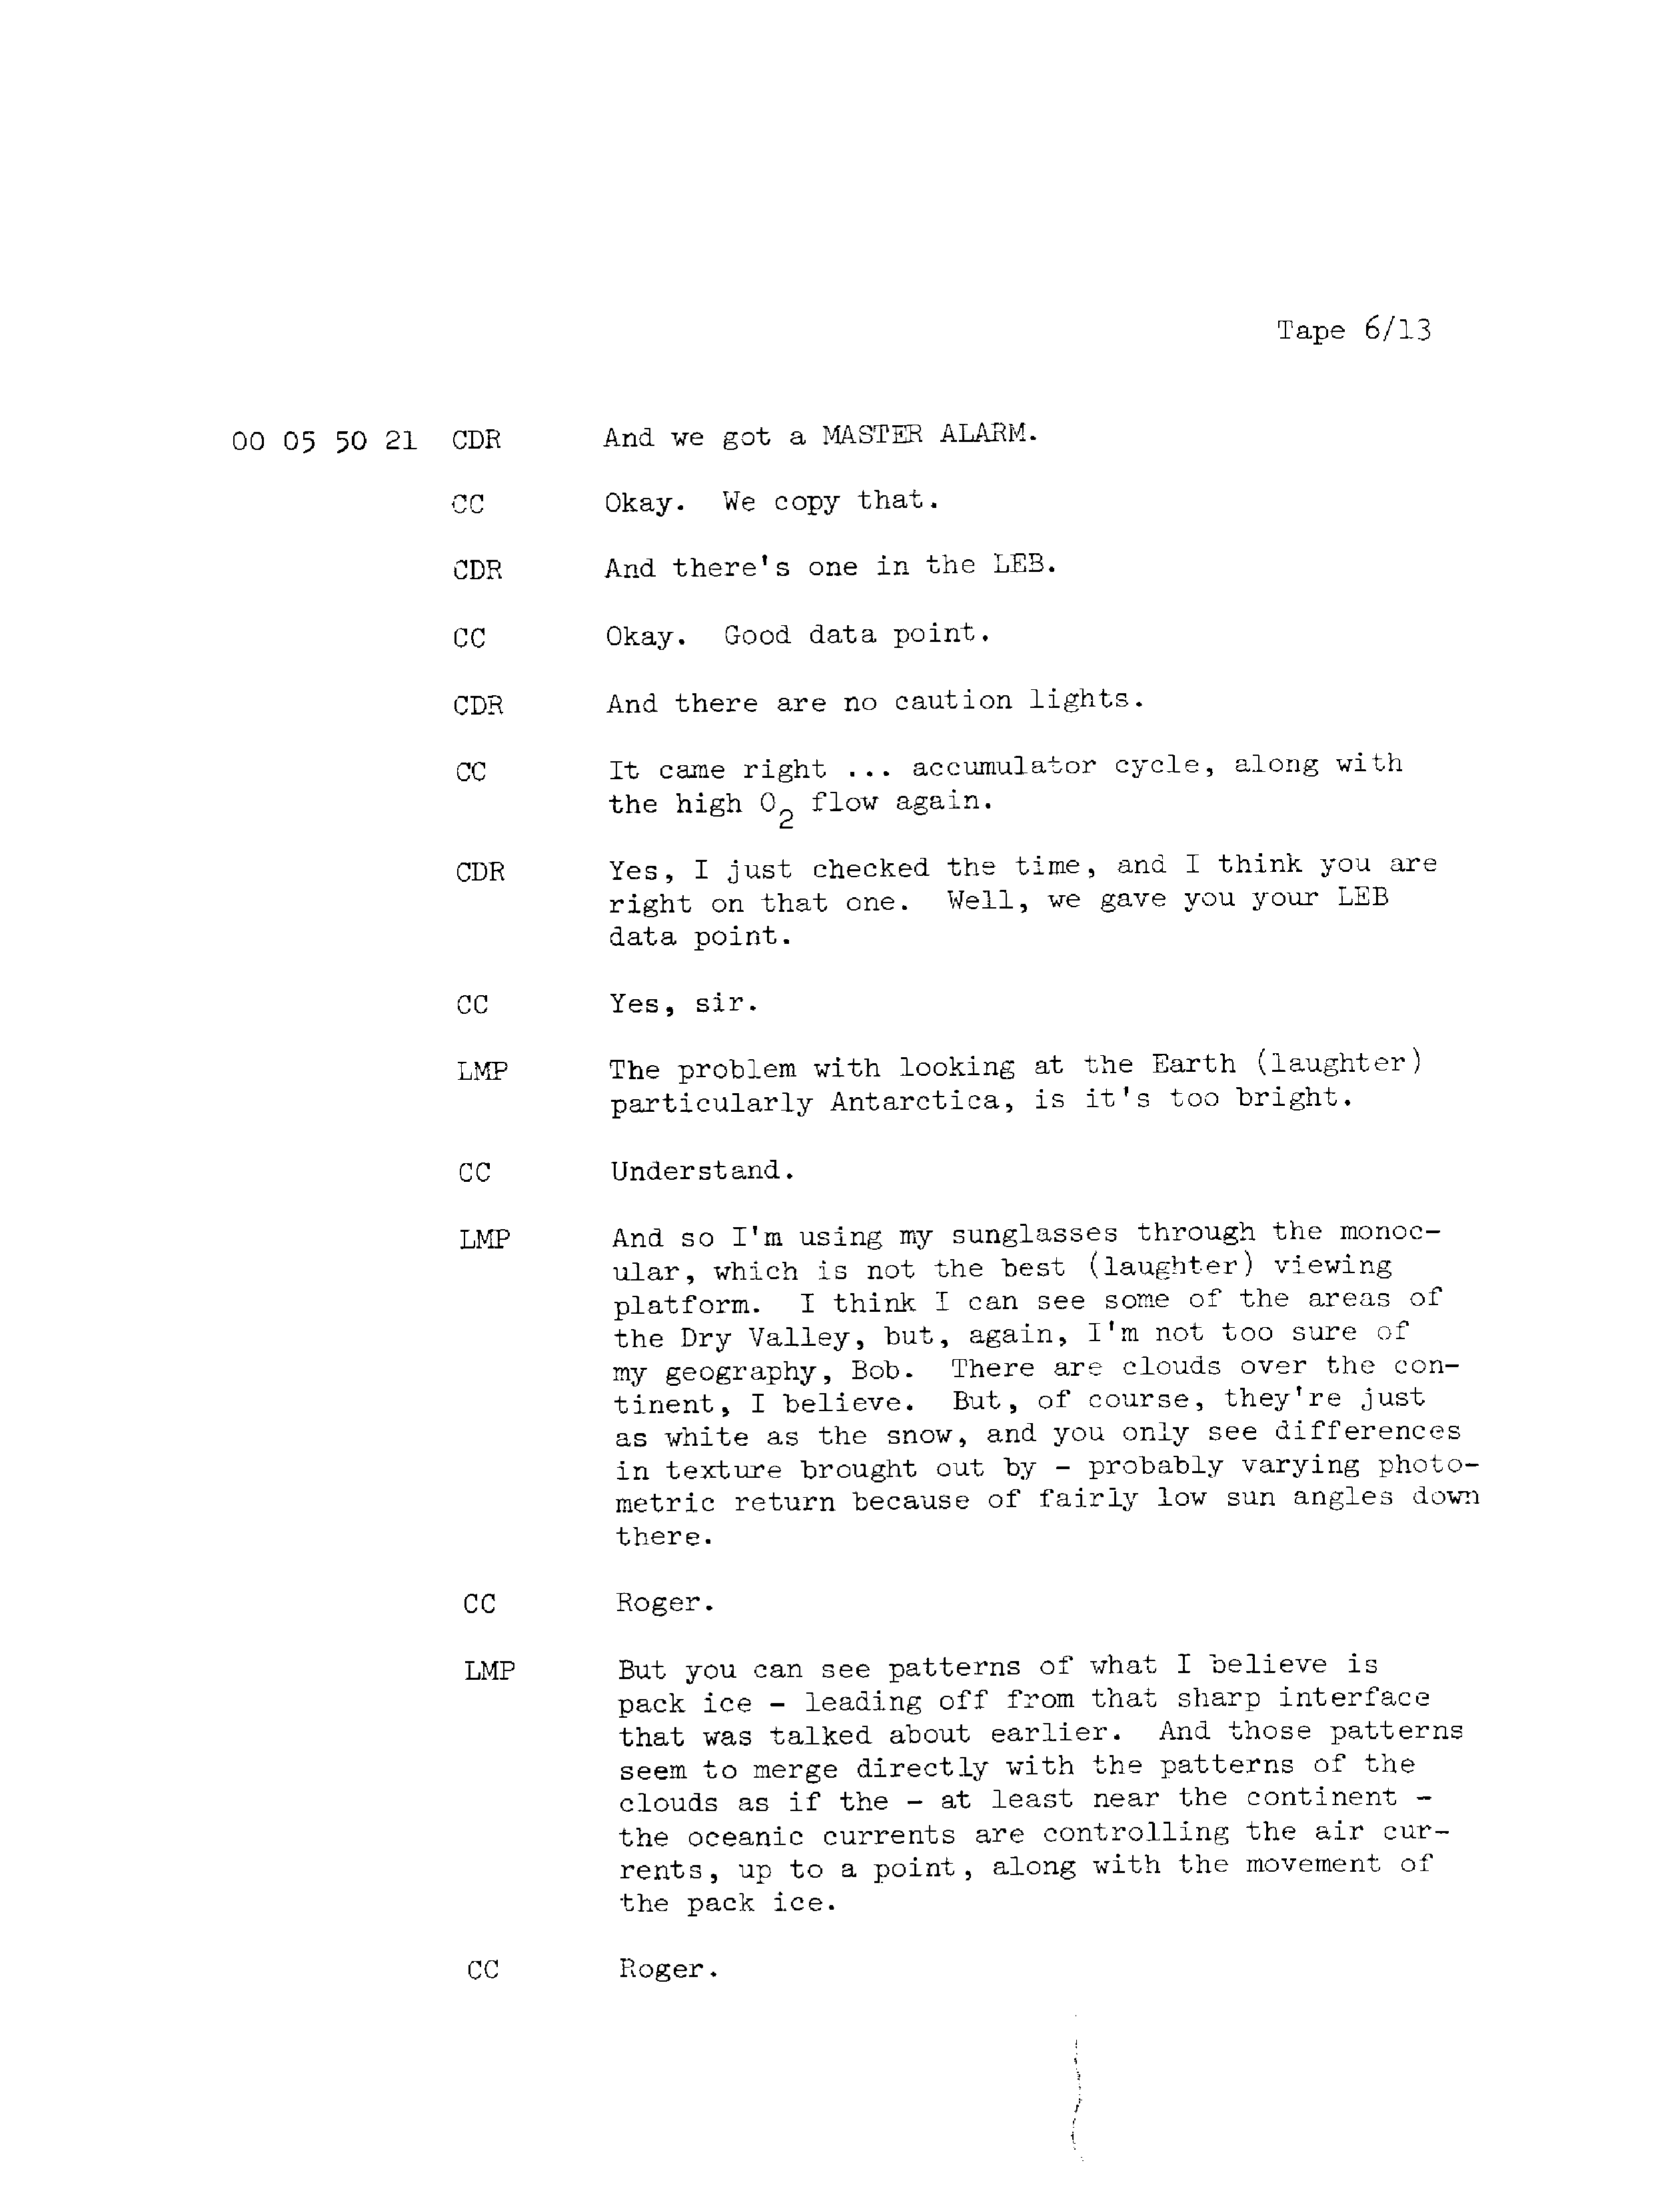 Tape 6/13
00 05 50 21 CDR And we got a MASTER ALARM.
CC Okay. We copy that.
CDR And there's one in the LEB.
CC Okay. Good data point.
CDR And there are no caution lights.
CC It came right ... accumulator cycle, along with
the high O2 flow again.
CDR Yes, I just checked the time, and I think you are
right on that one. Well, we gave you your LEB
data point.
CC Yes, sir.
LMP The problem with looking at the Earth (laughter)
particularly Antarctica, is it's too bright.
CC Understand.
LMP And so I'm using my sunglasses through the monoc-
ular, which is not the best (laughter) viewing
platform. I think I can see some of the areas of
the Dry Valley, but, again, I'm not too sure of
my geography, Bob. There are clouds over the con-
tinent, I believe. But, of course, they're just
as white as the snow, and you only see differences
in texture brought out by - probably varying photo-
metric return because of fairly low sun angles down
there.
CC Roger.
LMP But you can see patterns of what I believe is
pack ice - leading off from that sharp interface
that was talked about earlier. And those patterns
seem to merge directly with the patterns of the
clouds as if the - at least near the continent -
the oceanic currents are controlling the air cur-
rents, up to a point, along with the movement of
the pack ice.
CC Roger.